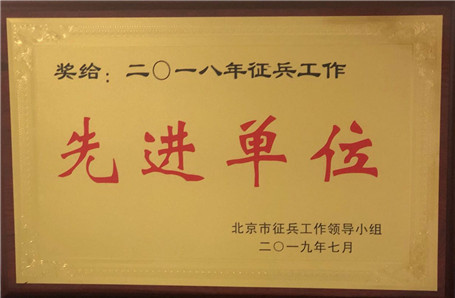 奖给：二〇一八年征兵工作
先进单位
北京市征兵工作领导小组
二〇一九年七月